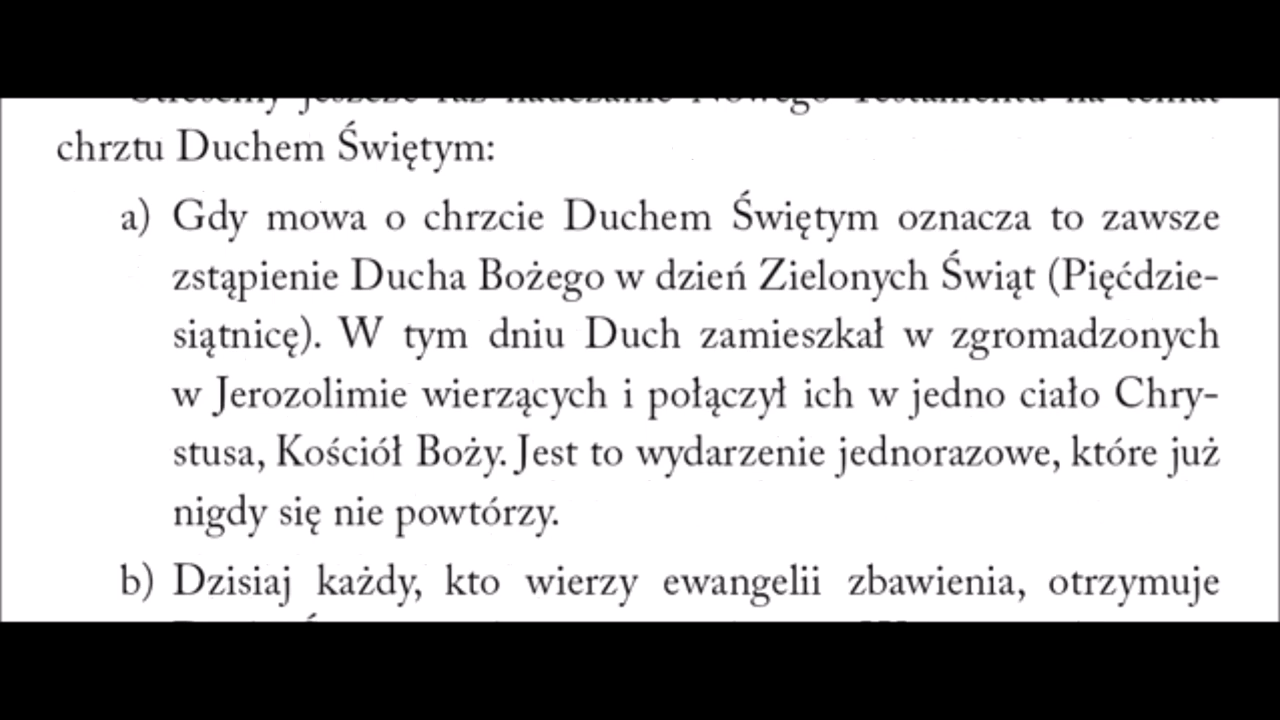 chrztu Duchem Świętym:
a) Gdy mowa o chrzcie Duchem Świętym oznacza to zawsze
zstąpienie Ducha Bożego w dzień Zielonych Świąt (Pięćdzie-
siątnicę). W tym dniu Duch zamieszkał w zgromadzonych
w Jerozolimie wierzących i połączył ich w jedno ciało Chry-
stusa, Kościół Boży. Jest to wydarzenie jednorazowe, które już
nigdy się nie powtórzy.
b) Dzisiaj każdy, kto wierzy ewangelii zbawienia, otrzymuje